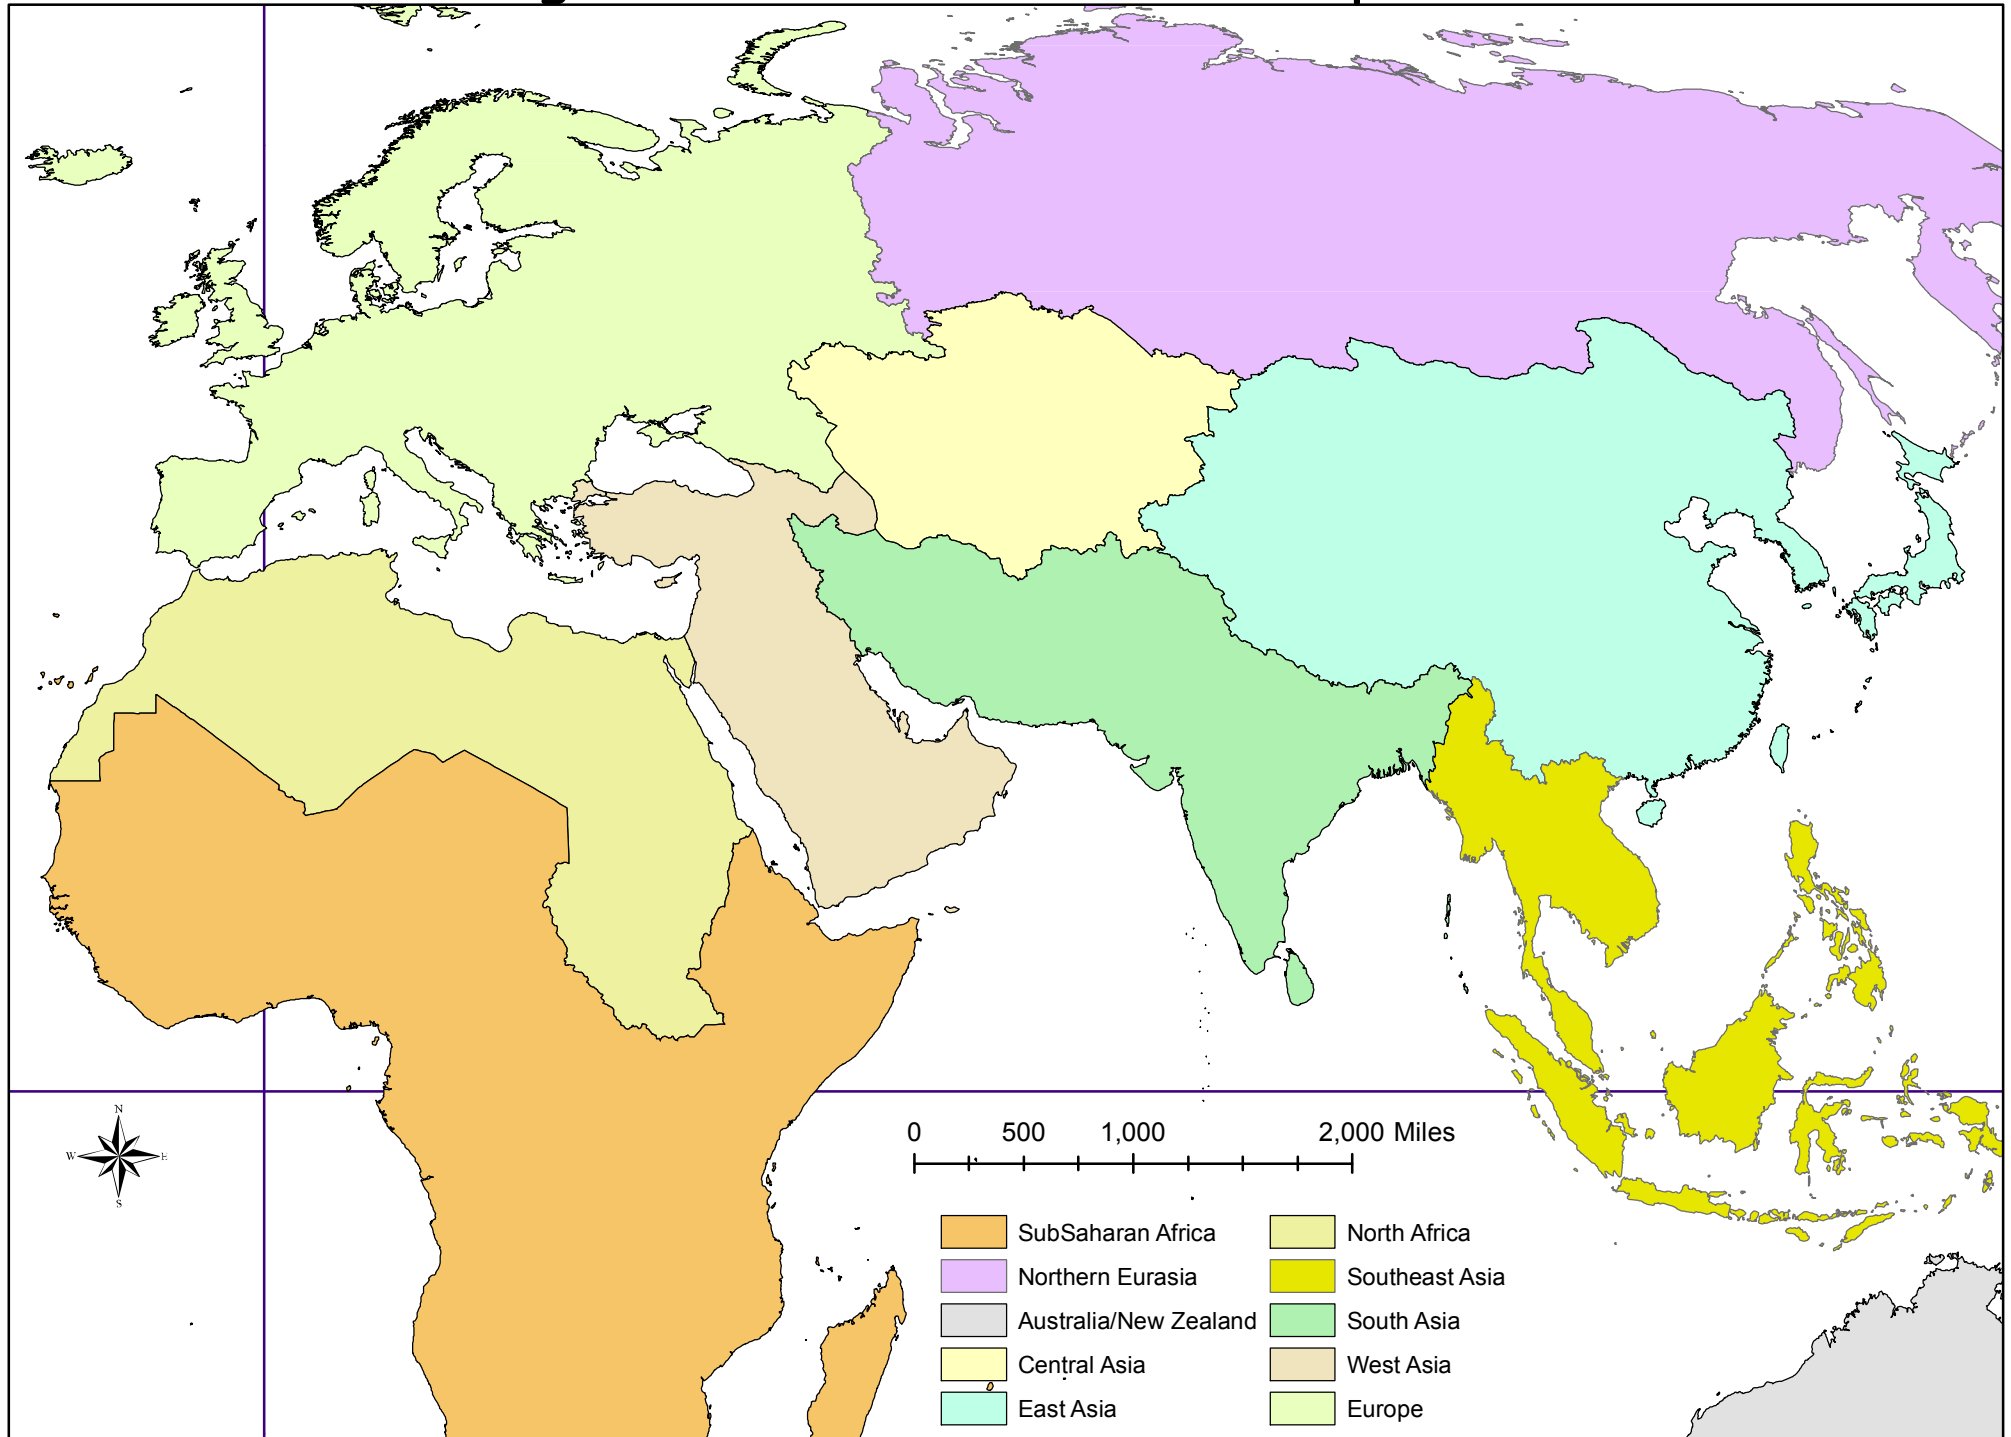 N
W E
S
0 500 1,000 2,000 Miles
SubSaharan Africa North Africa
Northern Eurasia Southeast Asia
Australia/New Zealand South Asia
Central Asia West Asia
East Asia Europe